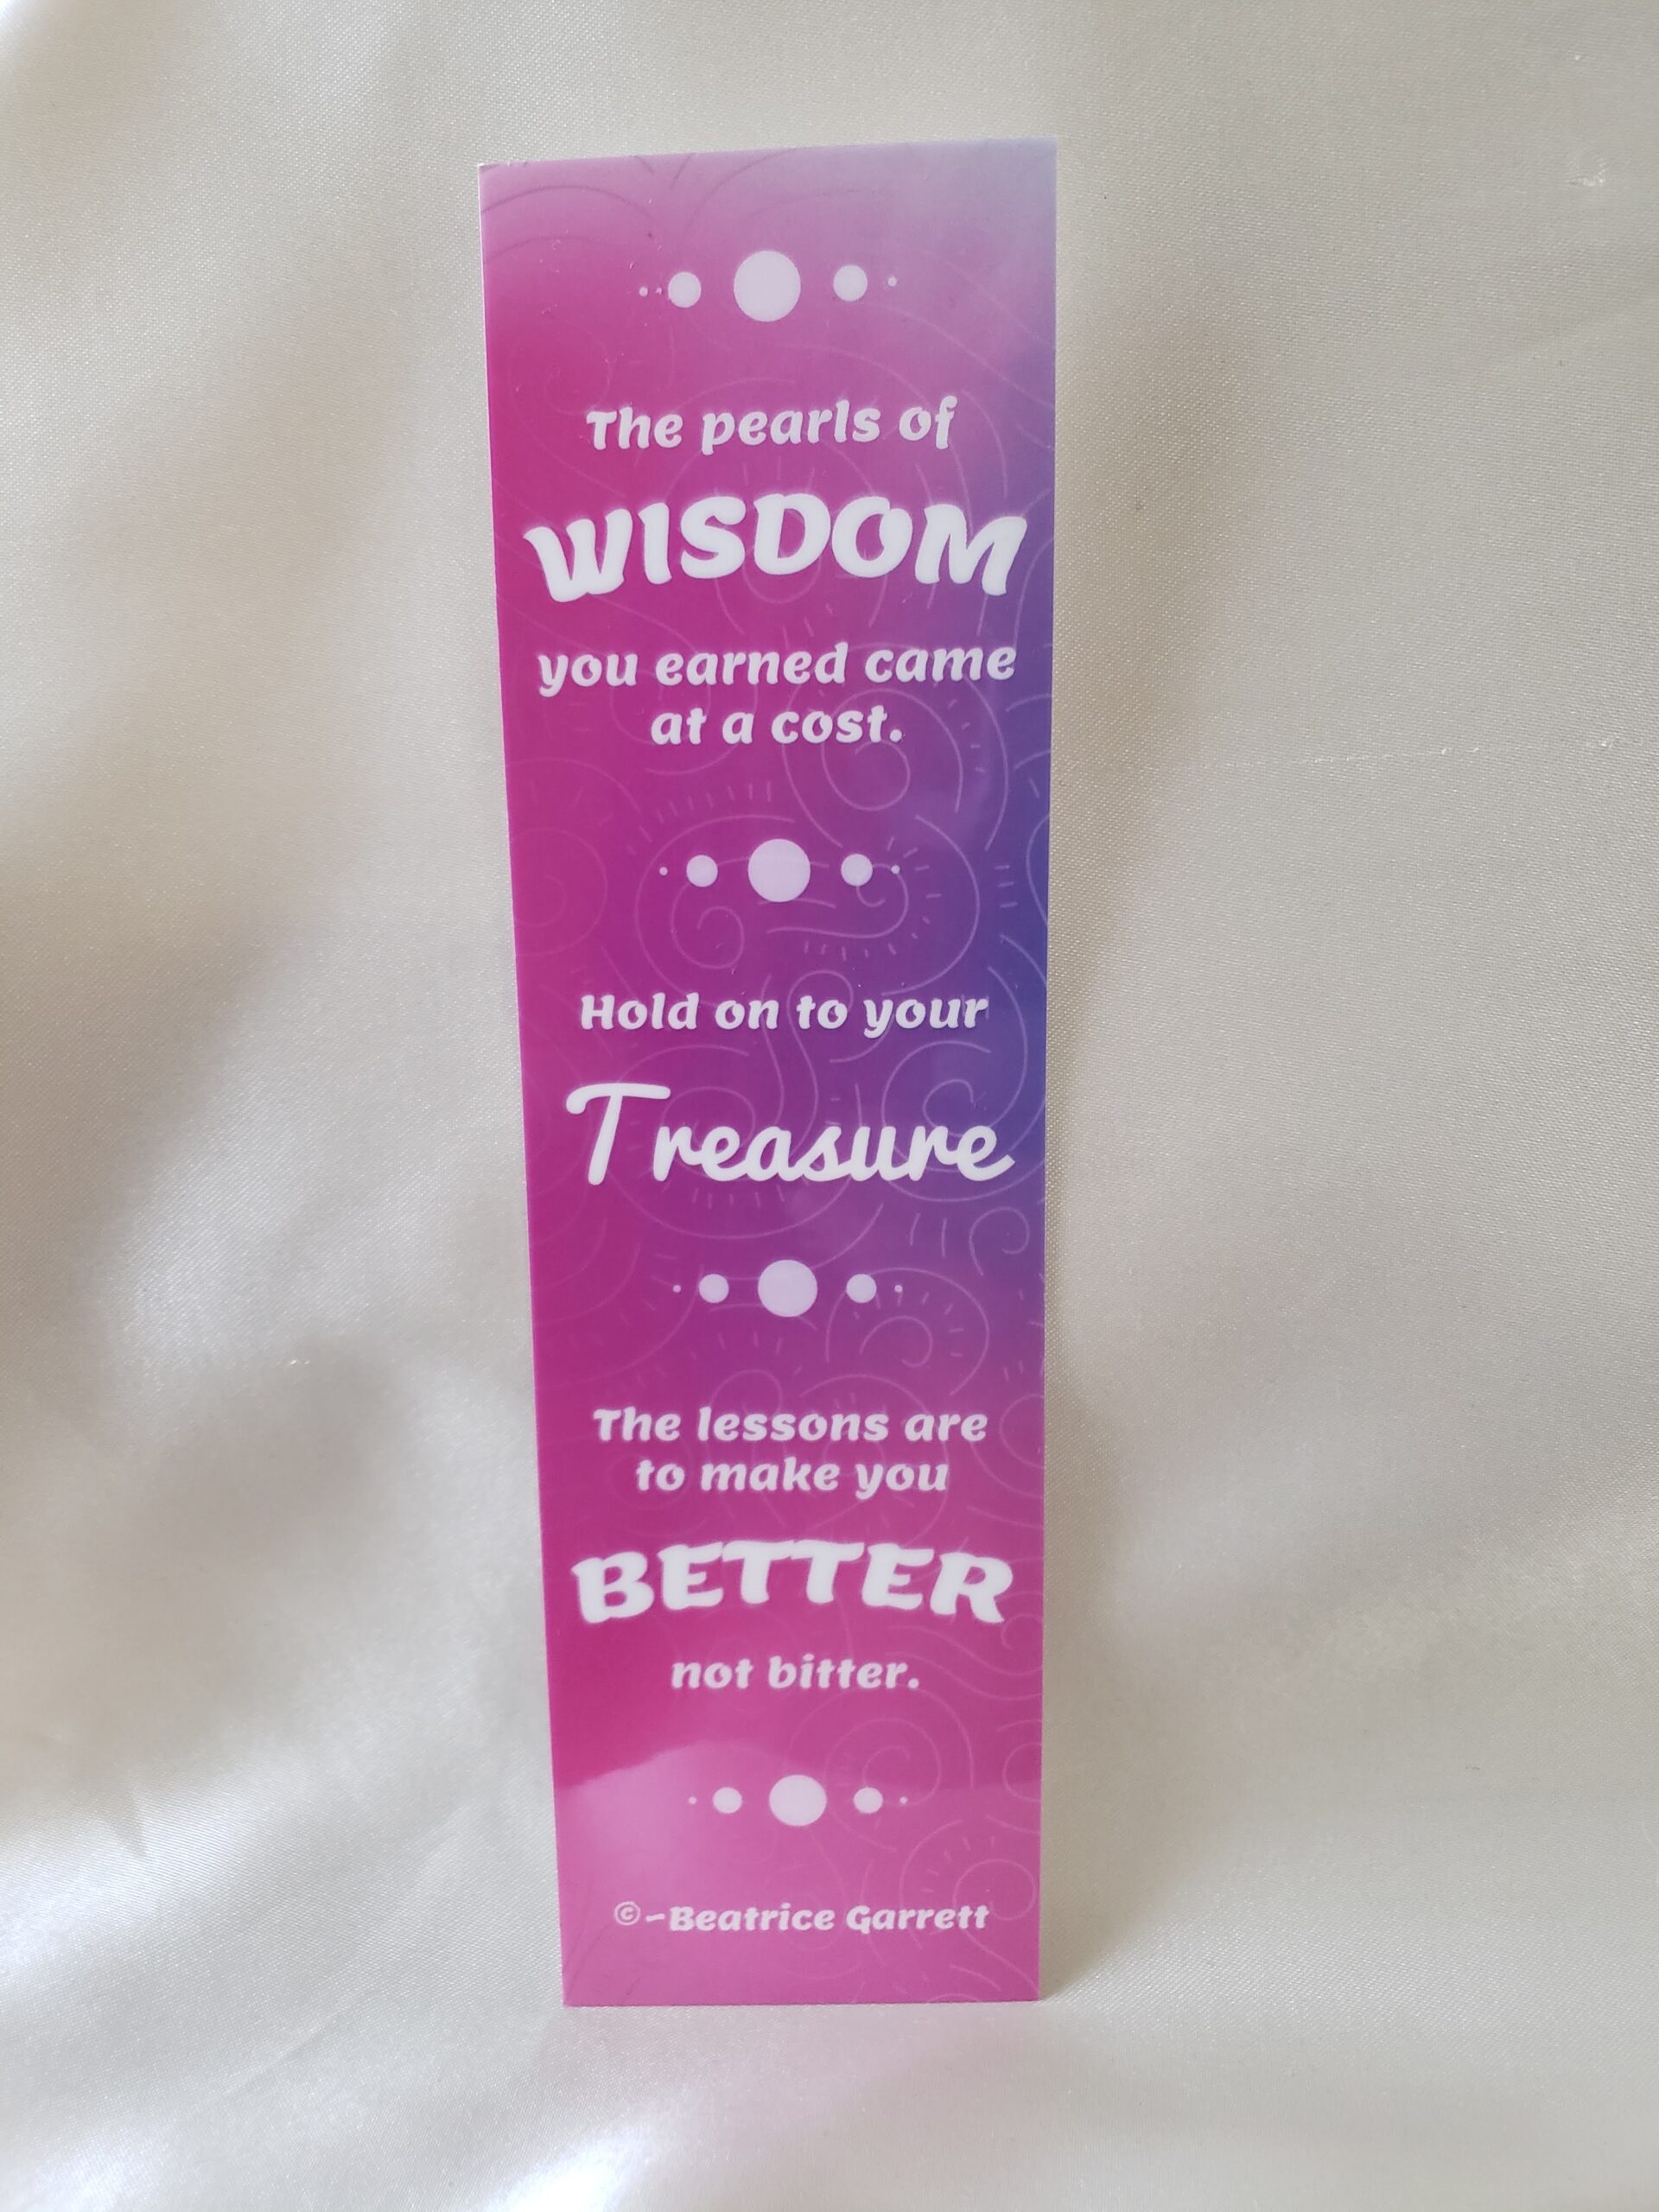 The pearls of
WISDOM
you earned came
at a cost.
Hold on to your
Treasure
The lessons are
to make you
BETTER
not bitter.
©-Beatrice Garrett